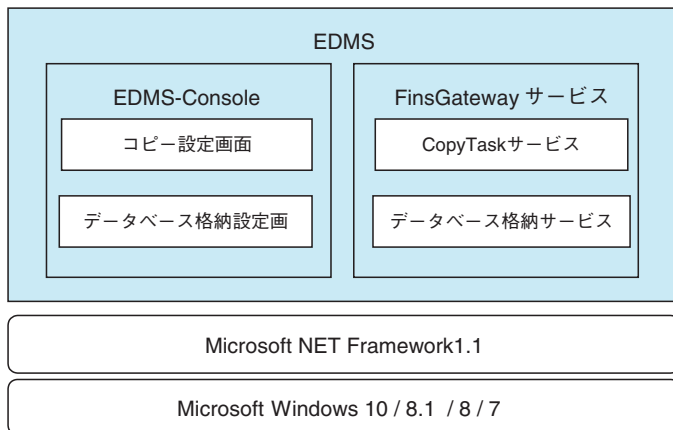 EDMS
EDMS-Console
コピー設定画面
データベース格納設定画
FinsGateway サービス
CopyTaskサービス
データベース格納サービス
Microsoft NET Framework1.1
Microsoft Windows 10 / 8.1 / 8 / 7